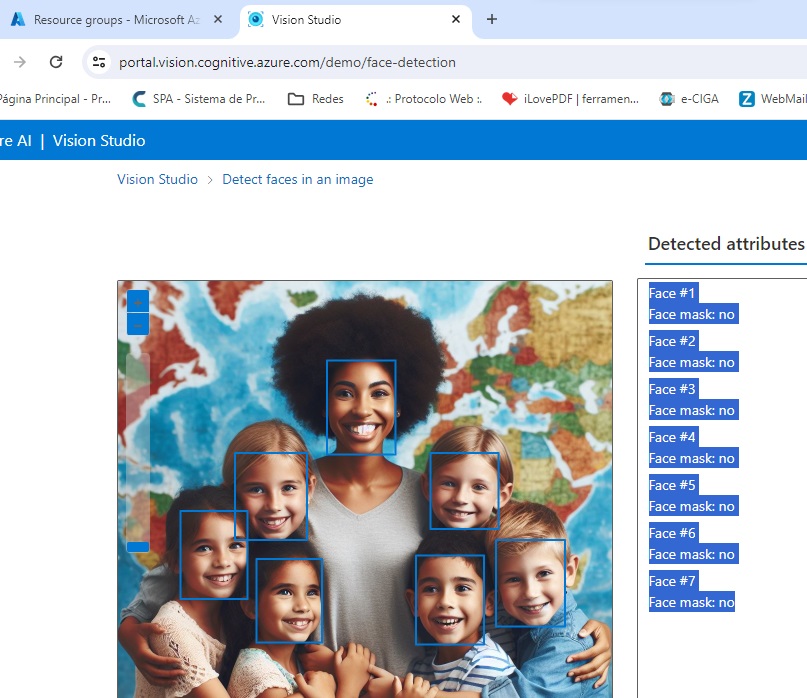 Resource groups - Microsoft Az
Vision Studio
portal.vision.cognitive.azure.com/demo/face-detection
Página Principal - Pr...
SPA - Sistema de Pr...
Redes
.: Protocolo Web :.
iLovePDF | ferramen...
e-CIGA
WebMail
re AI | Vision Studio
Vision Studio > Detect faces in an image
Detected attributes
Face #1
Face mask: no
Face #2
Face mask: no
Face #3
Face mask: no
Face #4
Face mask: no
Face #5
Face mask: no
Face #6
Face mask: no
Face #7
Face mask: no